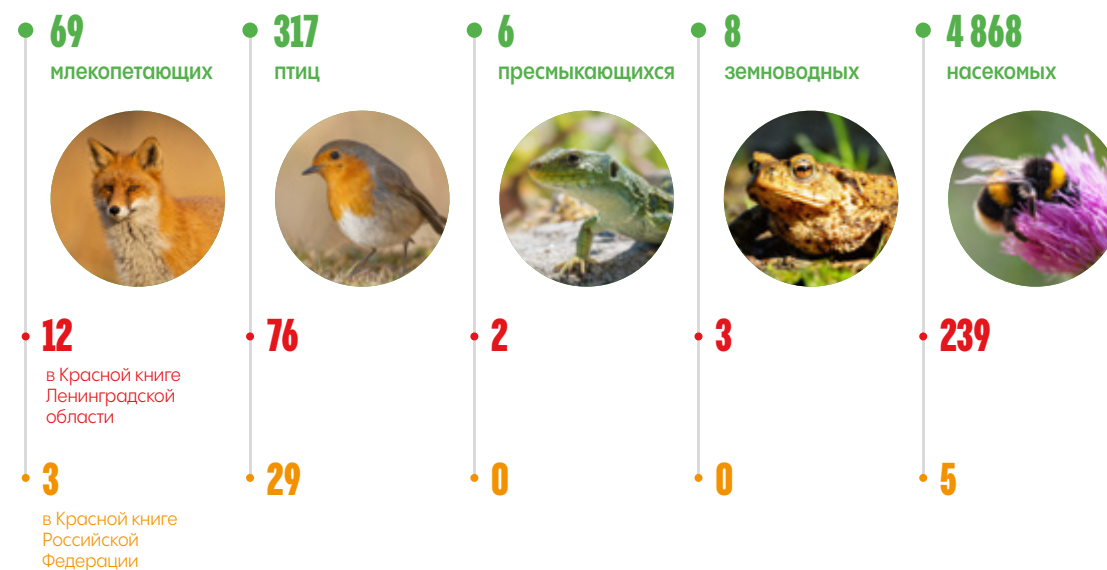 69
млекопитающих
317
птиц
6
пресмыкающихся
8
земноводных
4 868
насекомых
12
в Красной книге
Ленинградской
области
76
2
3
239
3
в Красной книге
Российской
Федерации
29
0
0
5